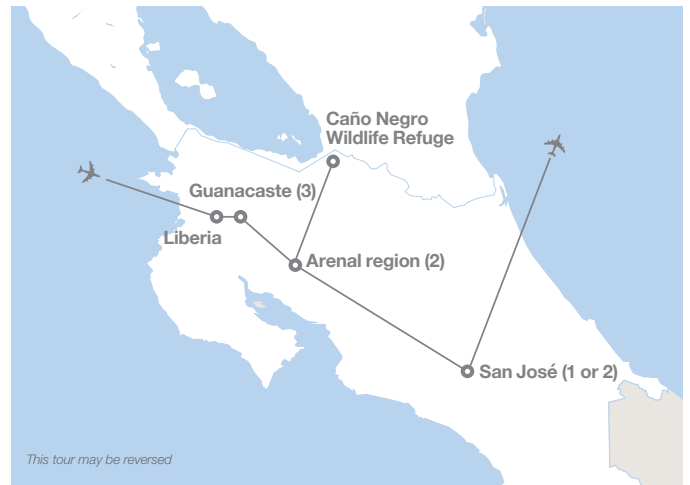 Caño Negro
Wildlife Refuge
Guanacaste (3)
Liberia
Arenal region (2)
San José (1 or 2)
This tour may be reversed